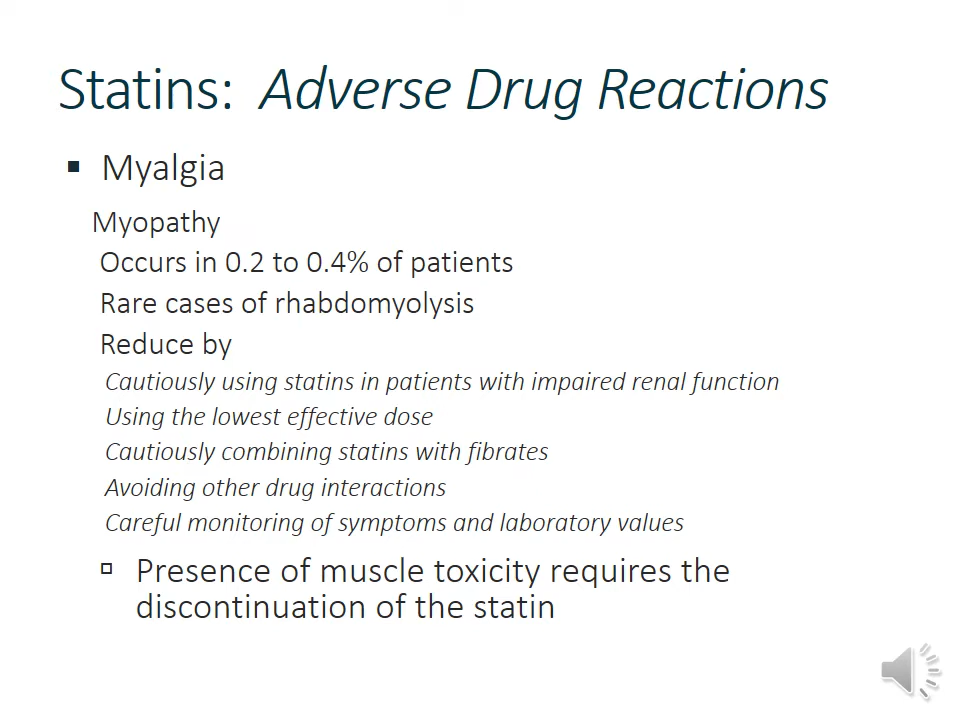 Statins: Adverse Drug Reactions
▪ Myalgia
Myopathy
Occurs in 0.2 to 0.4% of patients
Rare cases of rhabdomyolysis
Reduce by
Cautiously using statins in patients with impaired renal function
Using the lowest effective dose
Cautiously combining statins with fibrates
Avoiding other drug interactions
Careful monitoring of symptoms and laboratory values
▫ Presence of muscle toxicity requires the
discontinuation of the statin